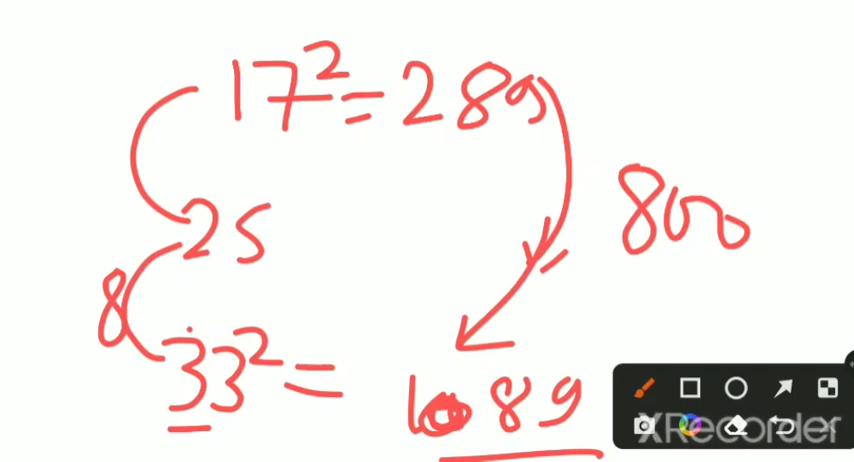 17² = 289
800
25
8
33² = 1089
XRecorder